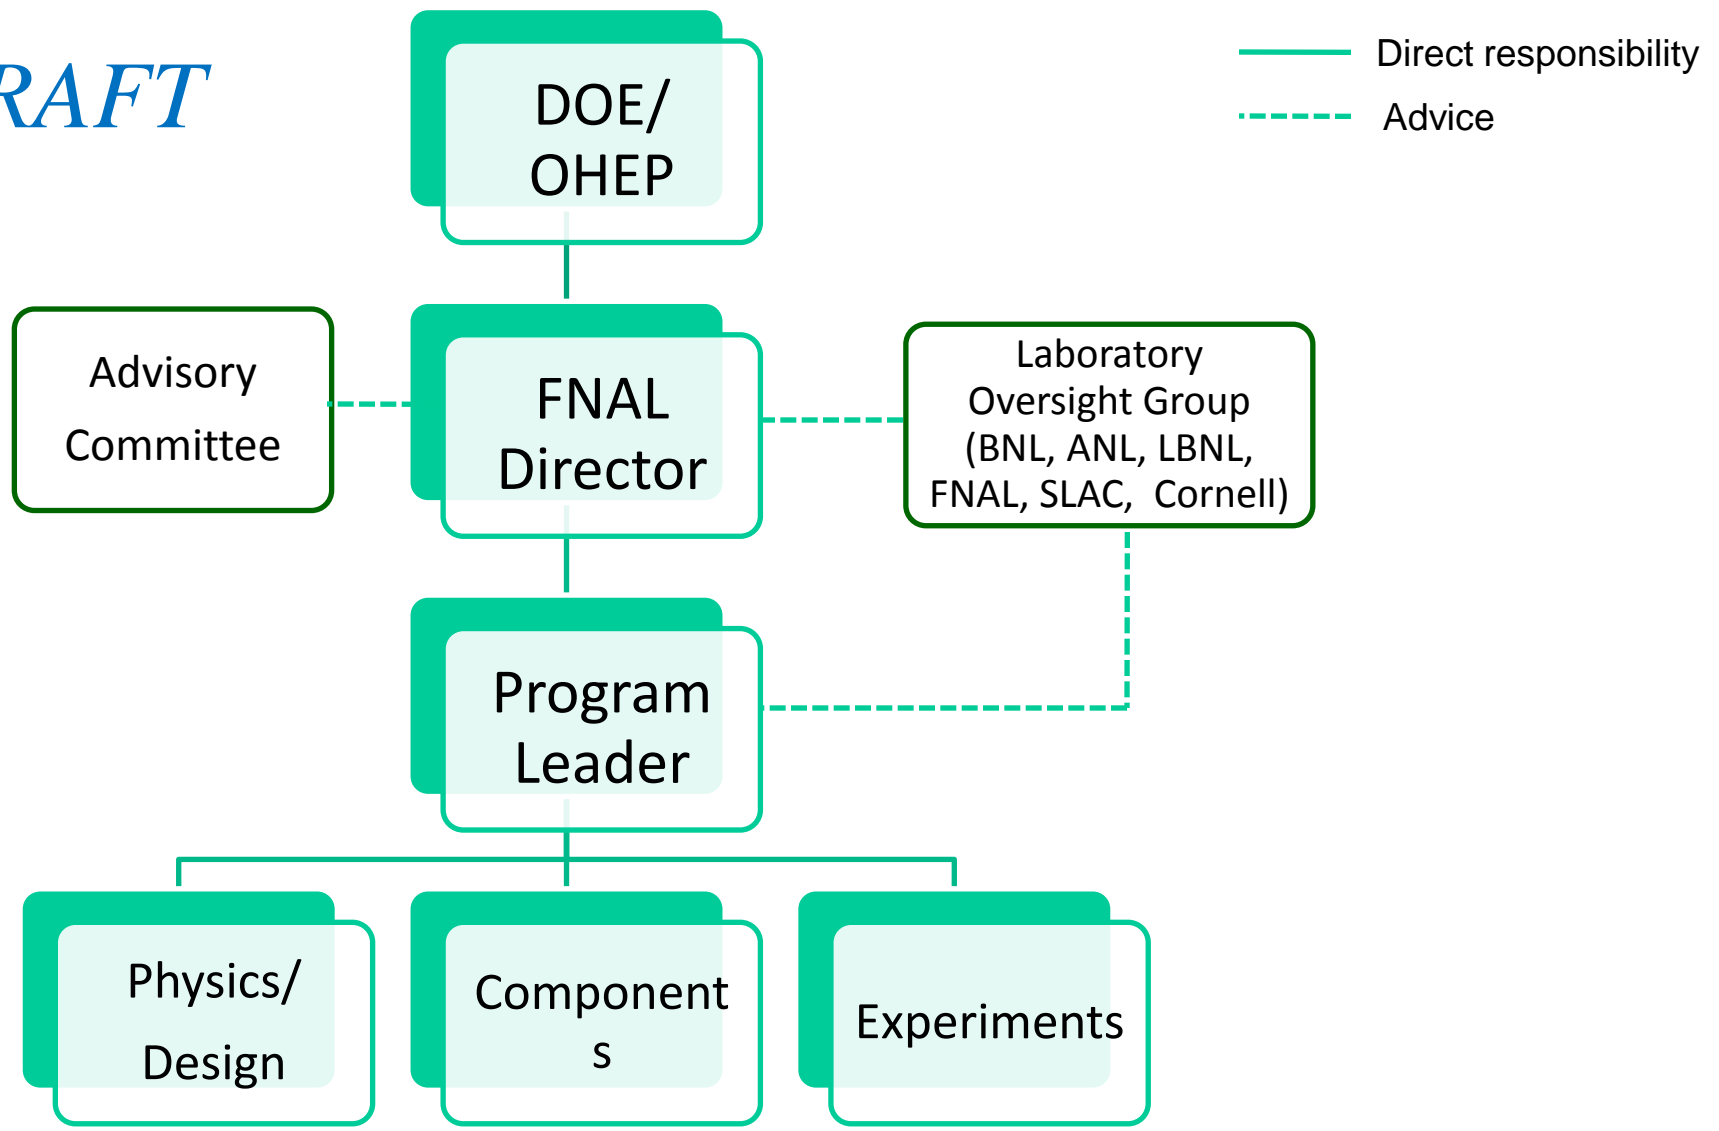 RAFT
Direct responsibility
Advice
DOE/
OHEP
Advisory
Committee
FNAL
Director
Laboratory
Oversight Group
(BNL, ANL, LBNL,
FNAL, SLAC, Cornell)
Program
Leader
Physics/
Design
Component
s
Experiments